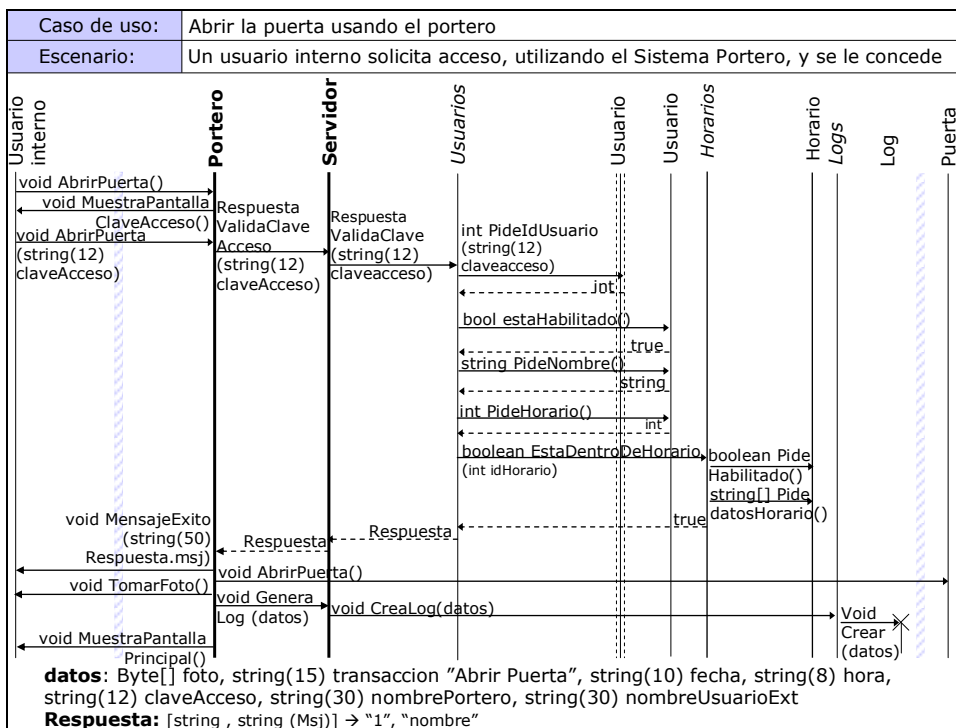 Caso de uso: Abrir la puerta usando el portero
Escenario: Un usuario interno solicita acceso, utilizando el Sistema Portero, y se le concede
Usuario
interno
Portero
Servidor
Usuarios
Usuario
Usuario
Horarios
Horario
Logs
Log
Puerta
void AbrirPuerta()
void MuestraPantalla
ClaveAcceso()
void AbrirPuerta
(string(12)
claveAcceso)
Respuesta
ValidaClave
Acceso
(string(12)
claveAcceso)
Respuesta
ValidaClave
(string(12)
claveacceso)
int PideIdUsuario
(string(12)
claveacceso)
int
bool estaHabilitado()
true
string PideNombre()
string
int PideHorario()
int
boolean EstaDentroDeHorario
(int idHorario)
boolean Pide
Habilitado()
string[] Pide
datosHorario()
true
Respuesta
Respuesta
void MensajeExito
(string(50)
Respuesta.msj)
void AbrirPuerta()
void TomarFoto()
void Genera
Log (datos)
void CreaLog(datos)
Void
Crear
(datos)
void MuestraPantalla
Principal()
datos: Byte[] foto, string(15) transaccion "Abrir Puerta", string(10) fecha, string(8) hora,
string(12) claveAcceso, string(30) nombrePortero, string(30) nombreUsuarioExt
Respuesta: [string , string (Msj)] → "1", "nombre"